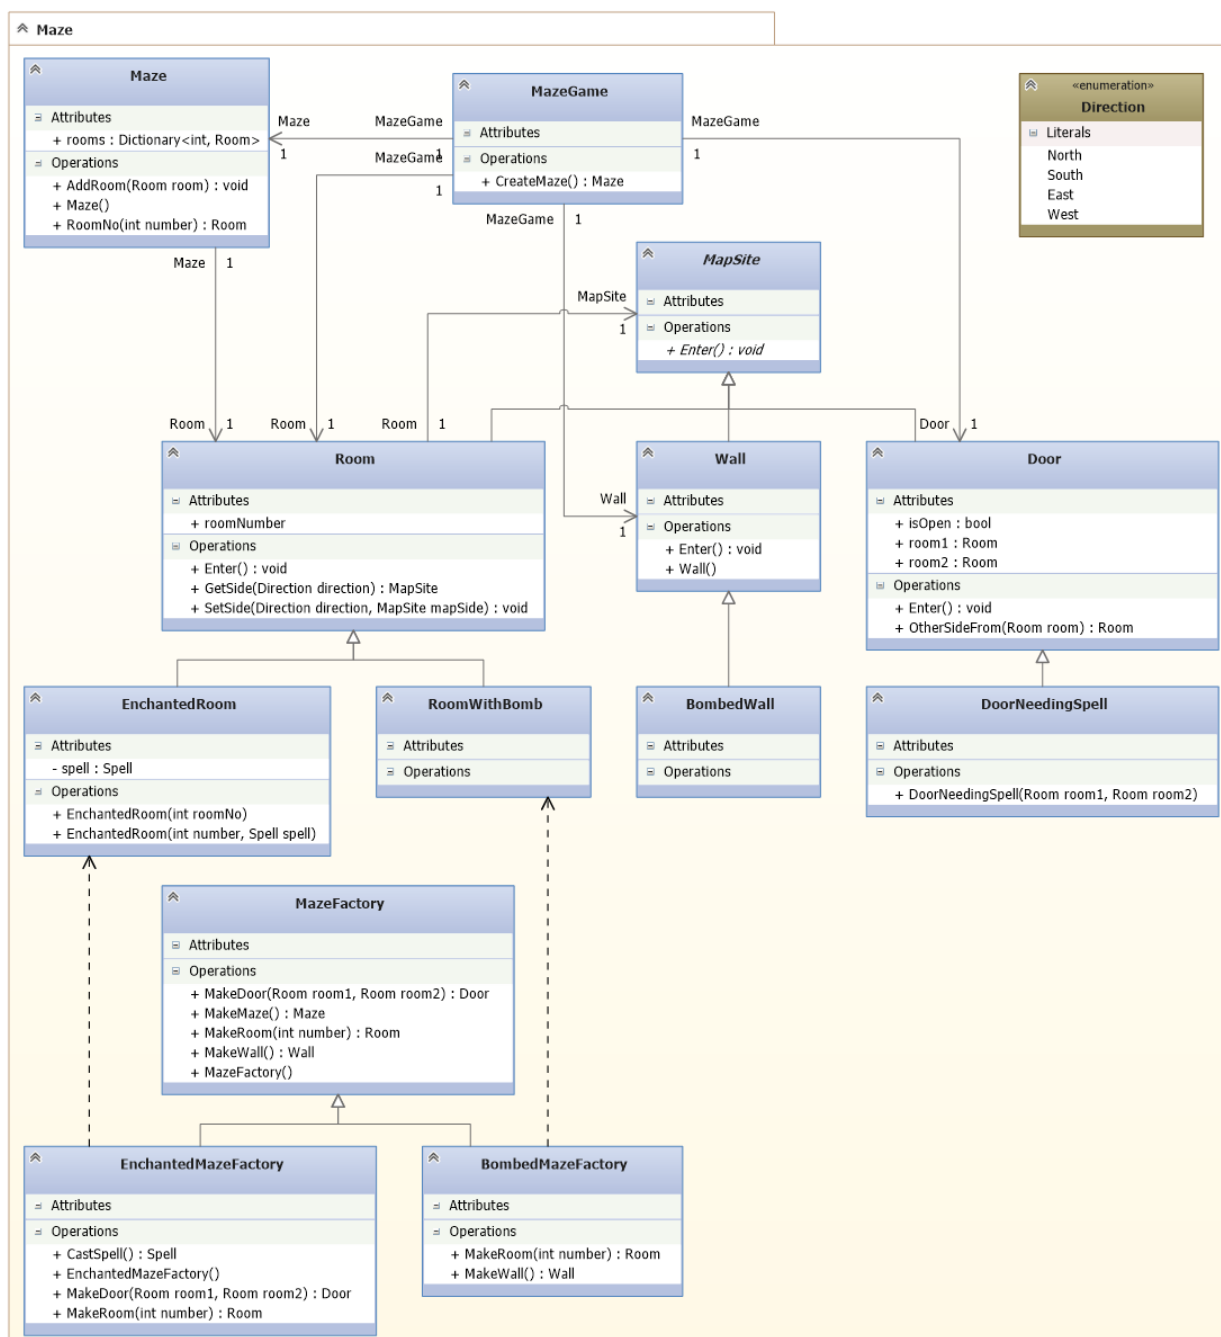 Maze
Maze
Attributes
+ rooms : Dictionary<int, Room>
Operations
+ AddRoom(Room room) : void
+ Maze()
+ RoomNo(int number) : Room
Maze
1
MazeGame
1
MazeGame
1
MazeGame
Attributes
Operations
+ CreateMaze() : Maze
MazeGame
1
«enumeration»
Direction
Literals
North
South
East
West
Maze 1
MazeGame 1
MapSite
Attributes
Operations
+ Enter() : void
MapSite
1
Room 1
Room 1
Room 1
Door 1
Room
Attributes
+ roomNumber
Operations
+ Enter() : void
+ GetSide(Direction direction) : MapSite
+ SetSide(Direction direction, MapSite mapSide) : void
Wall
1
Wall
Attributes
Operations
+ Enter() : void
+ Wall()
Door
Attributes
+ isOpen : bool
+ room1 : Room
+ room2 : Room
Operations
+ Enter() : void
+ OtherSideFrom(Room room) : Room
EnchantedRoom
Attributes
- spell : Spell
Operations
+ EnchantedRoom(int roomNo)
+ EnchantedRoom(int number, Spell spell)
RoomWithBomb
Attributes
Operations
BombedWall
Attributes
Operations
DoorNeedingSpell
Attributes
Operations
+ DoorNeedingSpell(Room room1, Room room2)
MazeFactory
Attributes
Operations
+ MakeDoor(Room room1, Room room2) : Door
+ MakeMaze() : Maze
+ MakeRoom(int number) : Room
+ MakeWall() : Wall
+ MazeFactory()
EnchantedMazeFactory
Attributes
Operations
+ CastSpell() : Spell
+ EnchantedMazeFactory()
+ MakeDoor(Room room1, Room room2) : Door
+ MakeRoom(int number) : Room
BombedMazeFactory
Attributes
Operations
+ MakeRoom(int number) : Room
+ MakeWall() : Wall